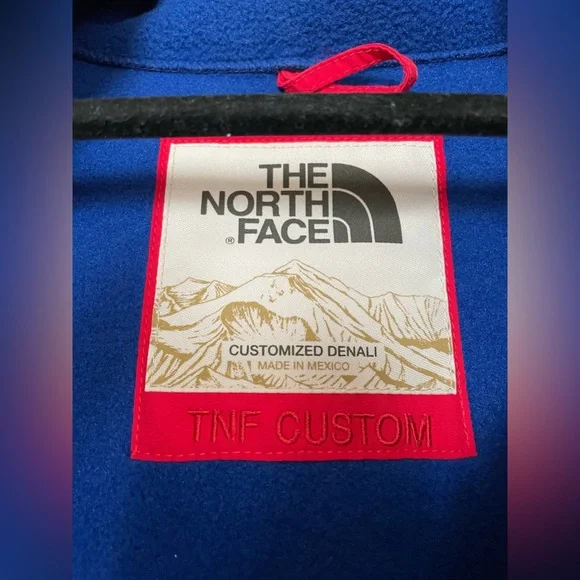 THE
NORTH
® FACE
CUSTOMIZED DENALI
MADE IN MEXICO
TNF CUSTOM